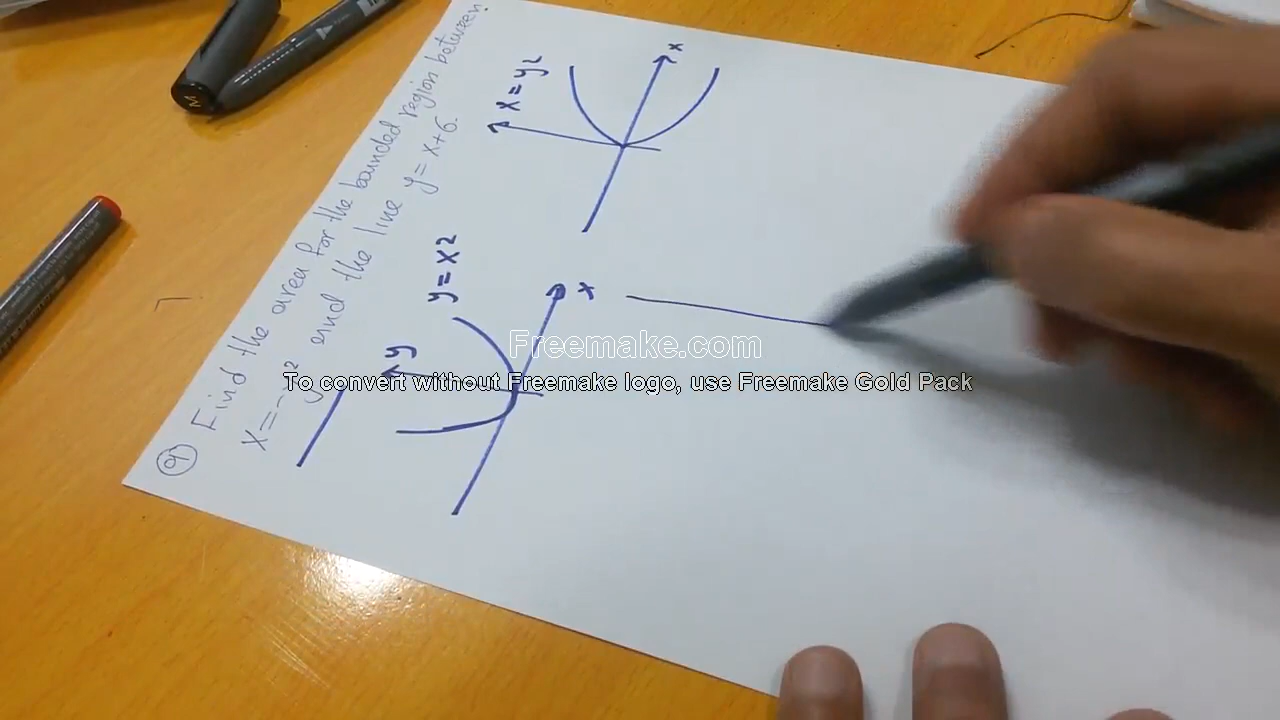 9 Find the area for the bounded region between
x = -y² and the line y = x+6.
y
y = x2
x
x = y2
x
Freemake.com
To convert without Freemake logo, use Freemake Gold Pack